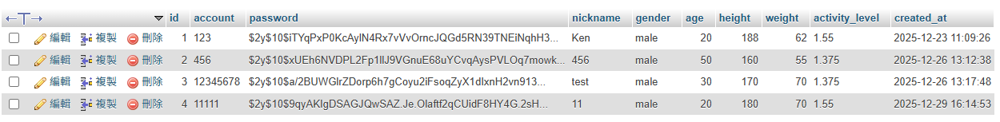 ←T→ id account password nickname gender age height weight activity_level created_at
編輯 複製 刪除 1 123 $2y$10$iTYqPxP0KcAylN4Rx7vVvOrncJQGd5RN39TNEiNqhH3... Ken male 20 188 62 1.55 2025-12-23 11:09:26
編輯 複製 刪除 2 456 $2y$10$xUEh6NVDPL2Fp1IlJ9VGnuE68uYCvqAysPVLOq7mowk... 456 male 50 160 55 1.375 2025-12-26 13:12:38
編輯 複製 刪除 3 12345678 $2y$10$a/2BUWGlrZDorp6h7gCoyu2iFsoqZyX1dIxnH2vn913... test male 30 170 70 1.375 2025-12-26 13:17:48
編輯 複製 刪除 4 11111 $2y$10$9qyAKlgDSAGJQwSAZ.Je.Olaftf2qCUidF8HY4G.2sH... 11 male 20 180 70 1.55 2025-12-29 16:14:53